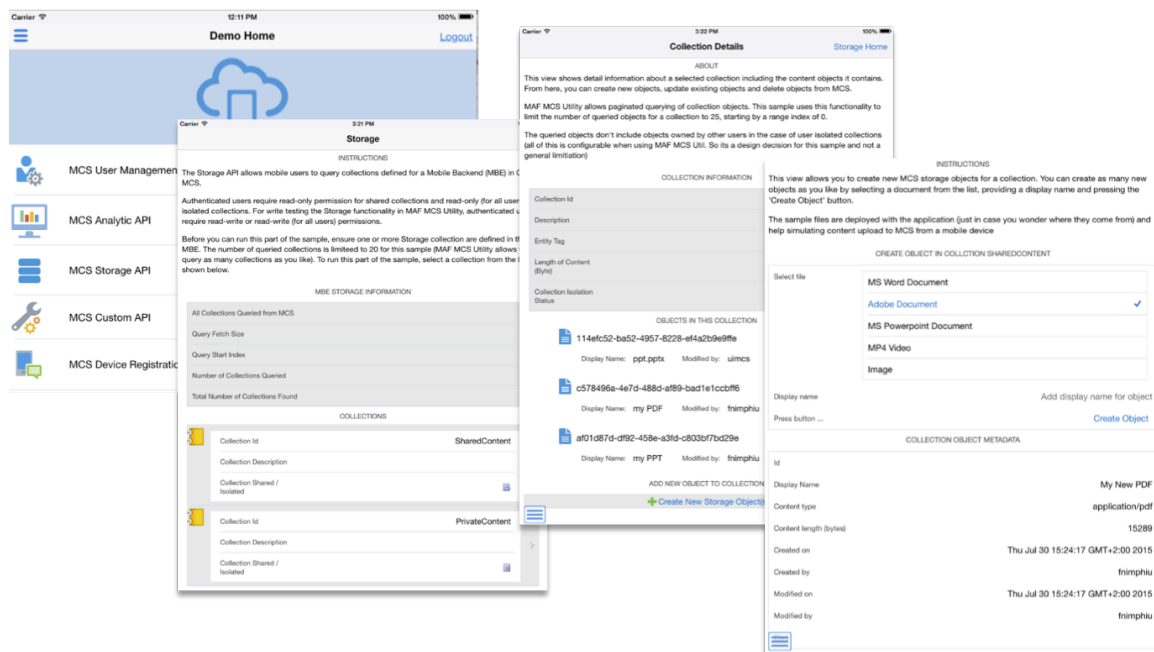 Carrier 12:11 PM 100%
Demo Home Logout
MCS User Managemen
MCS Analytic API
MCS Storage API
MCS Custom API
MCS Device Registratio
Carrier 3:21 PM
Storage
INSTRUCTIONS
The Storage API allows mobile users to query collections defined for a Mobile Backend (MBE) in
MCS.
Authenticated users require read-only permission for shared collections and read-only (for all user
isolated collections. For write testing the Storage functionality in MAF MCS Utility, authenticated
require read-write or read-write (for all users) permissions.
Before you can run this part of the sample, ensure one or more Storage collection are defined in
MBE. The number of queried collections is limiteed to 20 for this sample (MAF MCS Utility allows
query as many collections as you like). To run this part of the sample, select a collection from the
shown below.
MBE STORAGE INFORMATION
All Collections Queried from MCS
Query Fetch Size
Query Start Index
Number of Collections Queried
Total Number of Collections Found
COLLECTIONS
Collection Id SharedContent
Collection Description
Collection Shared /
Isolated
Collection Id PrivateContent
Collection Description
Collection Shared /
Isolated
Carrier 3:22 PM 100%
Collection Details Storage Home
ABOUT
This view shows detail information about a selected collection including the content objects it contains.
From here, you can create new objects, update existing objects and delete objects from MCS.
MAF MCS Utility allows paginated querying of collection objects. This sample uses this functionality to
limit the number of queried objects for a collection to 25, starting by a range index of 0.
The queried objects don't include objects owned by other users in the case of user isolated collections
(all of this is configurable when using MAF MCS Util. So its a design decision for this sample and not a
general limitiation)
COLLECTION INFORMATION
Collection Id
Description
Entity Tag
Length of Content
(Byte)
Collection Isolation
Status
OBJECTS IN THIS COLLECTION
114efc52-ba52-4957-8228-ef4a2b9e9ffe
Display Name: ppt.pptx Modified by: uimcs
c578496a-4e7d-488d-af89-bad1e1ccbff6
Display Name: my PDF Modified by: fnimphiu
af01d87d-df92-458e-a3fd-c803bf7bd29e
Display Name: my PPT Modified by: fnimphiu
ADD NEW OBJECT TO COLLECTION
Create New Storage Object(s
INSTRUCTIONS
This view allows you to create new MCS storage objects for a collection. You can create as many new
objects as you like by selecting a document from the list, providing a display name and pressing the
'Create Object' button.
The sample files are deployed with the application (just in case you wonder where they come from) and
help simulating content upload to MCS from a mobile device
CREATE OBJECT IN COLLCTION SHAREDCONTENT
Select file
MS Word Document
Adobe Document
MS Powerpoint Document
MP4 Video
Image
Display name Add display name for object
Press button ... Create Object
COLLECTION OBJECT METADATA
Id
Display Name My New PDF
Content type application/pdf
Content length (bytes) 15289
Created on Thu Jul 30 15:24:17 GMT+2:00 2015
Created by fnimphiu
Modified on Thu Jul 30 15:24:17 GMT+2:00 2015
Modified by fnimphiu